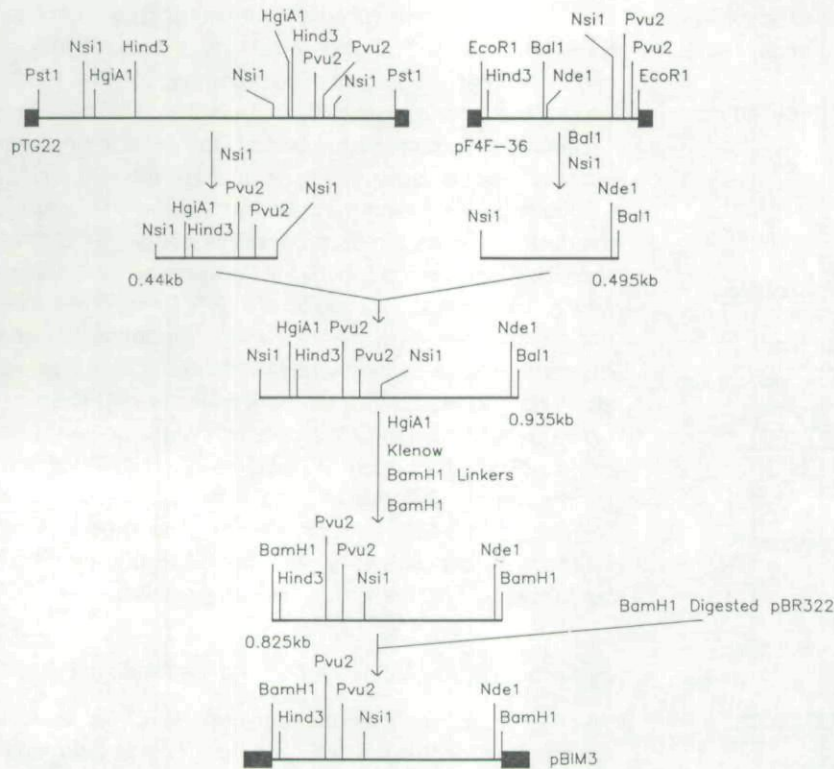 HgiA1
Nsi1 Pvu2
Nsi1 Hind3 Hind3 EcoR1 Bal1 Pvu2
Pst1 HgiA1 Pvu2 Pvu2 Pst1 Hind3 Nde1 EcoR1
Nsi1 Nsi1
pTG22 pF4F-36 Bal1
Nsi1 Nsi1
Pvu2 Nsi1 Nde1
HgiA1 Pvu2 Nsi1 Bal1
Nsi1 Hind3
0.44kb 0.495kb
HgiA1 Pvu2 Nde1
Nsi1 Hind3 Pvu2 Nsi1 Bal1
0.935kb
HgiA1
Klenow
BamH1 Linkers
BamH1
Pvu2
BamH1 Pvu2 Nde1
Hind3 Nsi1 BamH1
BamH1 Digested pBR322
0.825kb
Pvu2
BamH1 Pvu2 Nde1
Hind3 Nsi1 BamH1
pBIM3